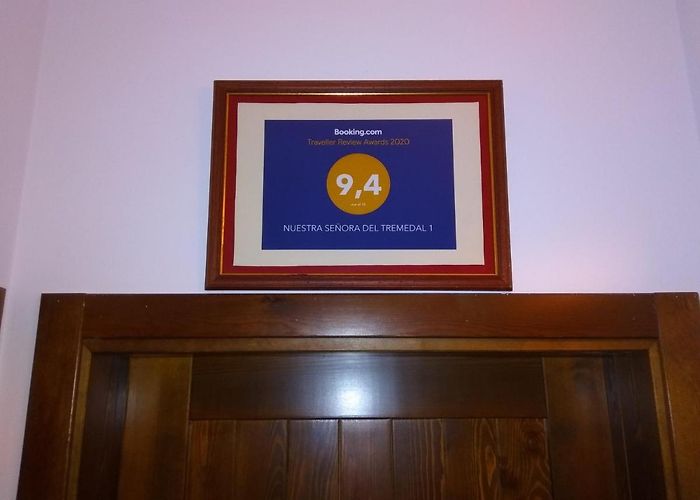 Booking.com
Traveller Review Awards 2020
9,4
NUESTRA SEÑORA DEL TREMEDAL 1